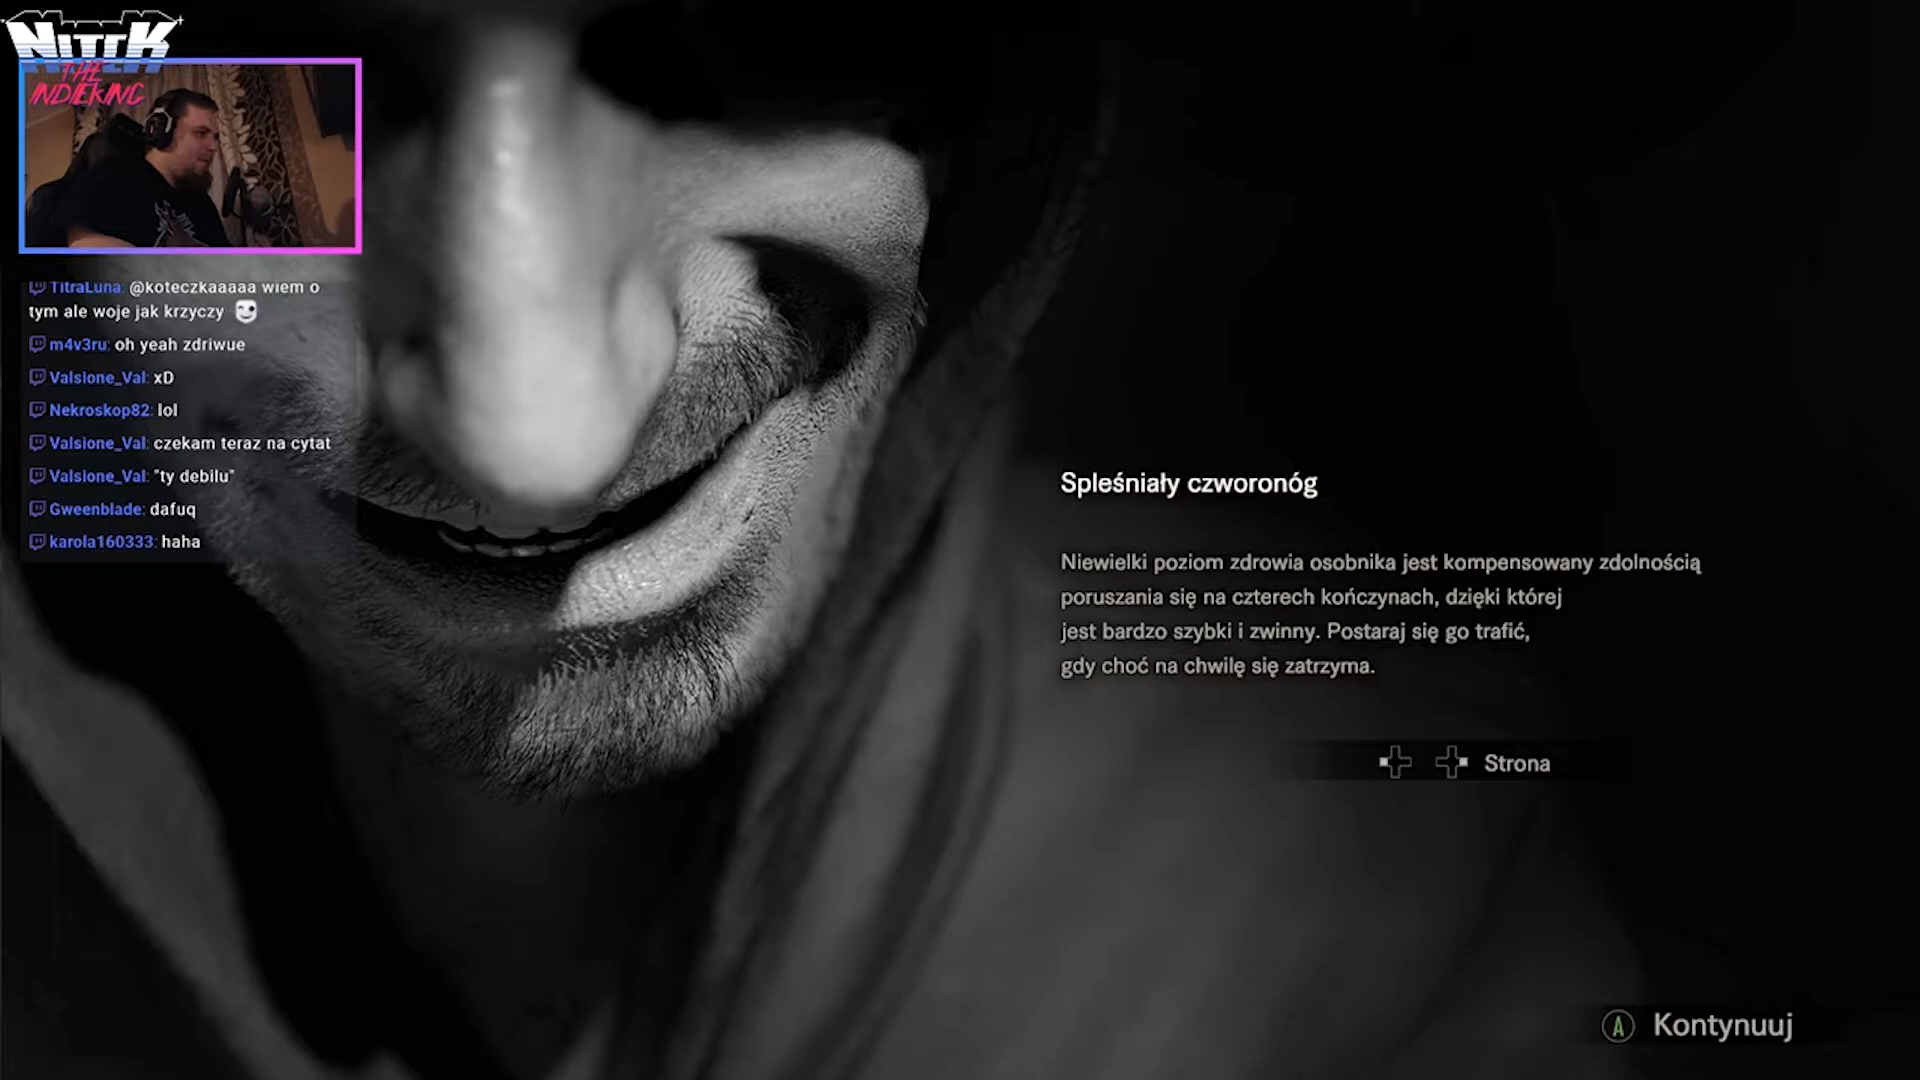 NITEK
THE
INDIEKING
TitraLuna: @koteczkaaaaa wiem o
tym ale woje jak krzyczy
m4v3ru: oh yeah zdriwue
Valsione_Val: xD
Nekroskop82: lol
Valsione_Val: czekam teraz na cytat
Valsione_Val: "ty debilu"
Gweenblade: dafuq
karola160333: haha
Spleśniały czworonóg
Niewielki poziom zdrowia osobnika jest kompensowany zdolnością
poruszania się na czterech kończynach, dzięki której
jest bardzo szybki i zwinny. Postaraj się go trafić,
gdy choć na chwilę się zatrzyma.
Strona
A Kontynuuj